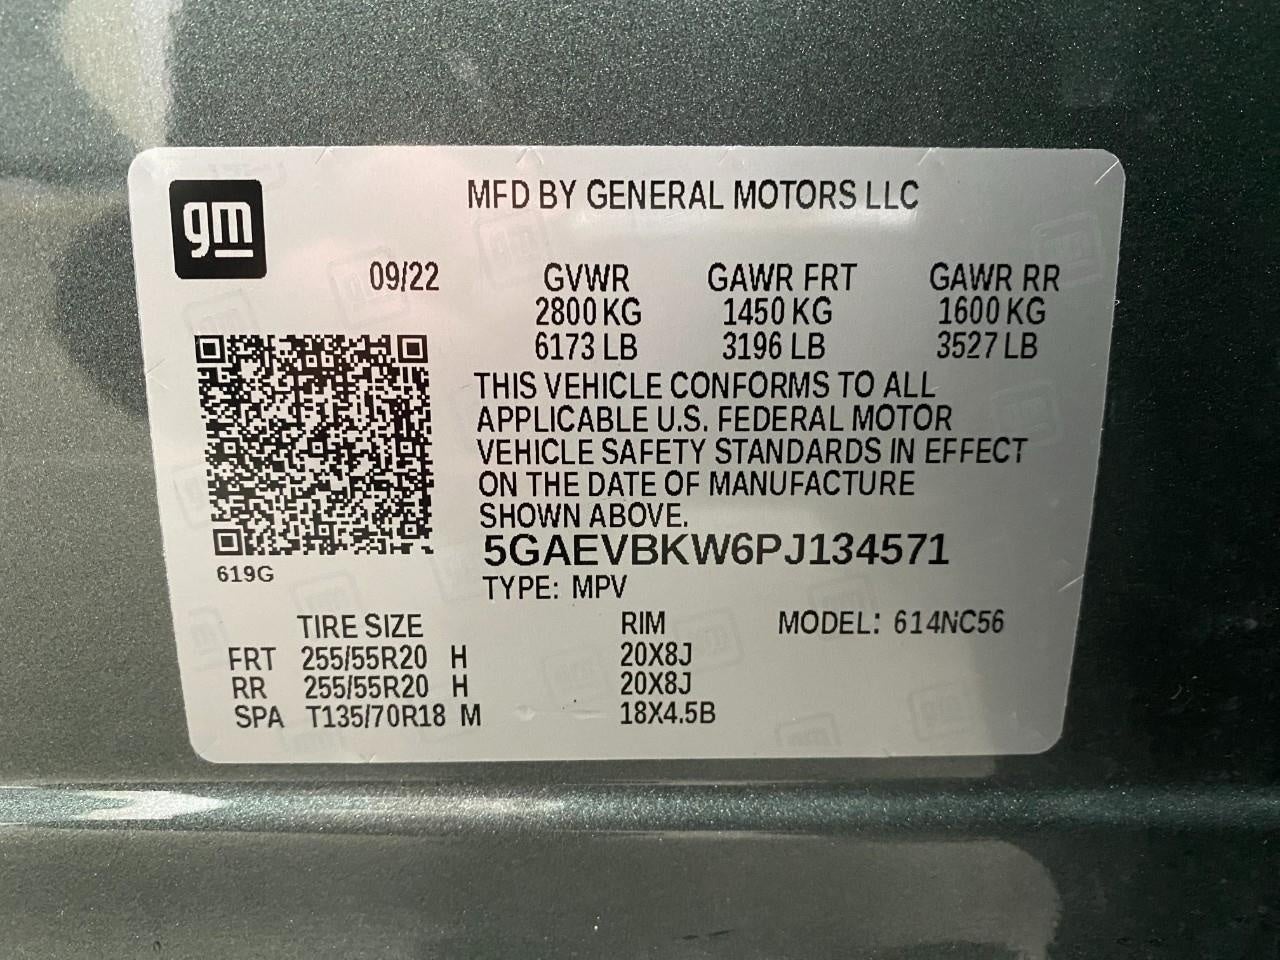 gm
MFD BY GENERAL MOTORS LLC
09/22 GVWR GAWR FRT GAWR RR
2800 KG 1450 KG 1600 KG
6173 LB 3196 LB 3527 LB
THIS VEHICLE CONFORMS TO ALL
APPLICABLE U.S. FEDERAL MOTOR
VEHICLE SAFETY STANDARDS IN EFFECT
ON THE DATE OF MANUFACTURE
SHOWN ABOVE.
5GAEVBKW6PJ134571
619G
TYPE: MPV
TIRE SIZE RIM MODEL: 614NC56
FRT 255/55R20 H 20X8J
RR 255/55R20 H 20X8J
SPA T135/70R18 M 18X4.5B